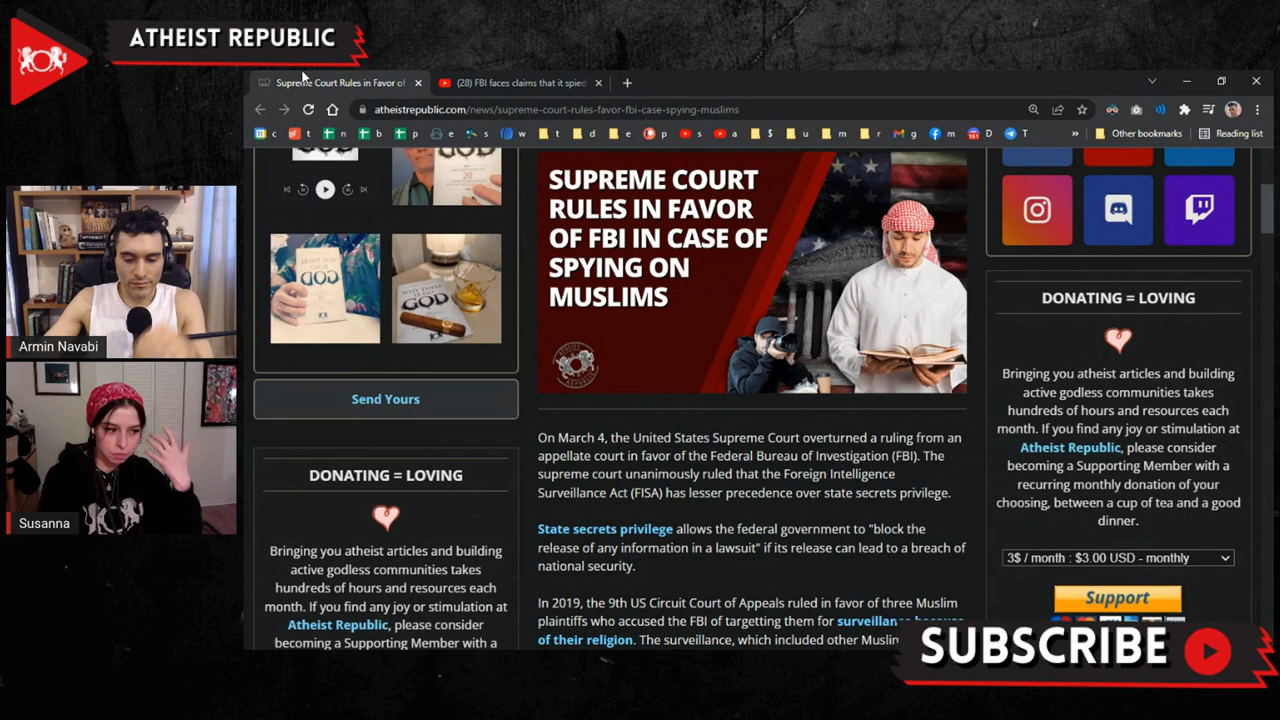 ATHEIST REPUBLIC
Supreme Court Rules in Favor of
(28) FBI faces claims that it spied
atheistrepublic.com/news/supreme-court-rules-favor-fbi-case-spying-muslims
c t n b p e s w t d e p s a $ u m r g m D T » Other bookmarks Reading list
SUPREME COURT
RULES IN FAVOR
OF FBI IN CASE OF
SPYING ON
MUSLIMS
ATHEIST
REPUBLIC
GOD
GOD
Send Yours
DONATING = LOVING
Bringing you atheist articles and building
active godless communities takes
hundreds of hours and resources each
month. If you find any joy or stimulation at
Atheist Republic, please consider
becoming a Supporting Member with a
On March 4, the United States Supreme Court overturned a ruling from an
appellate court in favor of the Federal Bureau of Investigation (FBI). The
supreme court unanimously ruled that the Foreign Intelligence
Surveillance Act (FISA) has lesser precedence over state secrets privilege.
State secrets privilege allows the federal government to "block the
release of any information in a lawsuit" if its release can lead to a breach of
national security.
In 2019, the 9th US Circuit Court of Appeals ruled in favor of three Muslim
plaintiffs who accused the FBI of targeting them for surveillance because
of their religion. The surveillance, which included other Muslim
DONATING = LOVING
Bringing you atheist articles and building
active godless communities takes
hundreds of hours and resources each
month. If you find any joy or stimulation at
Atheist Republic, please consider
becoming a Supporting Member with a
recurring monthly donation of your
choosing, between a cup of tea and a good
dinner.
3$ / month : $3.00 USD - monthly
Support
Armin Navabi
Susanna
SUBSCRIBE